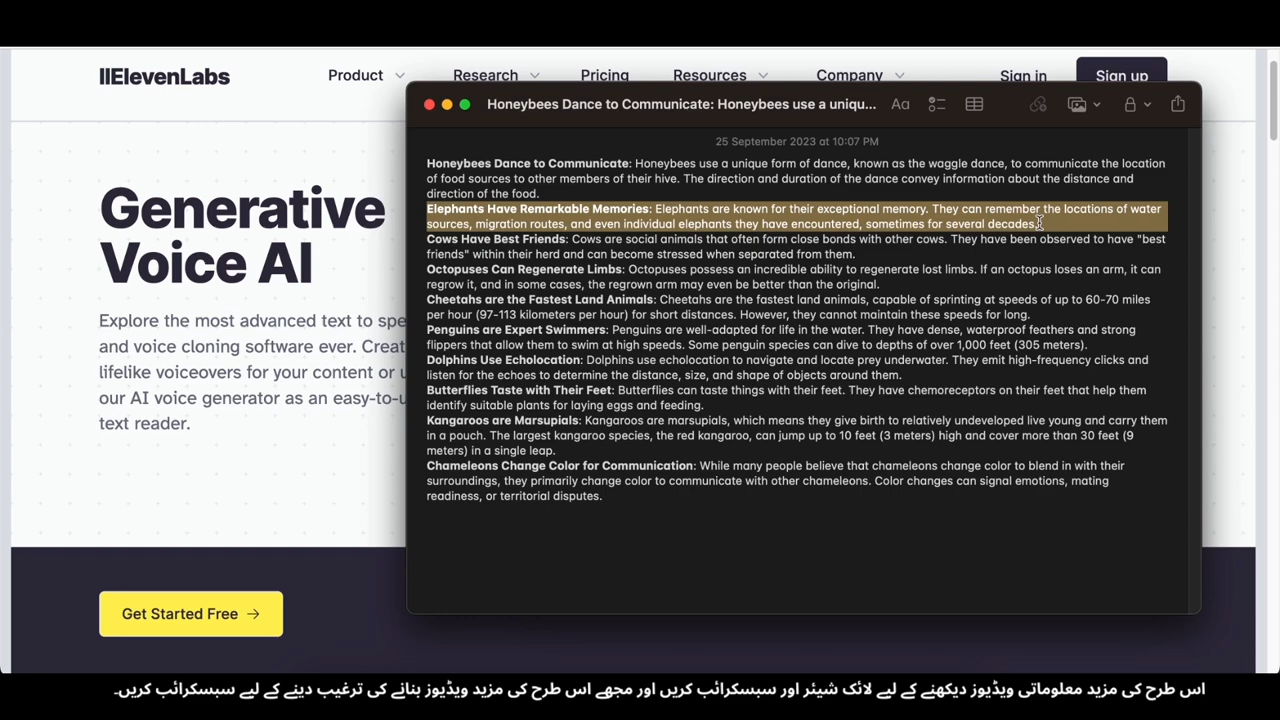 IIElevenLabs
Product
Research
Pricing
Resources
Company
Sign in
Sign up
Generative
Voice AI
Explore the most advanced text to spe
and voice cloning software ever. Creat
lifelike voiceovers for your content or u
our AI voice generator as an easy-to-u
text reader.
Get Started Free →
Honeybees Dance to Communicate: Honeybees use a uniqu...
Aa
25 September 2023 at 10:07 PM
Honeybees Dance to Communicate: Honeybees use a unique form of dance, known as the waggle dance, to communicate the location
of food sources to other members of their hive. The direction and duration of the dance convey information about the distance and
direction of the food.
Elephants Have Remarkable Memories: Elephants are known for their exceptional memory. They can remember the locations of water
sources, migration routes, and even individual elephants they have encountered, sometimes for several decades.
Cows Have Best Friends: Cows are social animals that often form close bonds with other cows. They have been observed to have "best
friends" within their herd and can become stressed when separated from them.
Octopuses Can Regenerate Limbs: Octopuses possess an incredible ability to regenerate lost limbs. If an octopus loses an arm, it can
regrow it, and in some cases, the regrown arm may even be better than the original.
Cheetahs are the Fastest Land Animals: Cheetahs are the fastest land animals, capable of sprinting at speeds of up to 60-70 miles
per hour (97-113 kilometers per hour) for short distances. However, they cannot maintain these speeds for long.
Penguins are Expert Swimmers: Penguins are well-adapted for life in the water. They have dense, waterproof feathers and strong
flippers that allow them to swim at high speeds. Some penguin species can dive to depths of over 1,000 feet (305 meters).
Dolphins Use Echolocation: Dolphins use echolocation to navigate and locate prey underwater. They emit high-frequency clicks and
listen for the echoes to determine the distance, size, and shape of objects around them.
Butterflies Taste with Their Feet: Butterflies can taste things with their feet. They have chemoreceptors on their feet that help them
identify suitable plants for laying eggs and feeding.
Kangaroos are Marsupials: Kangaroos are marsupials, which means they give birth to relatively undeveloped live young and carry them
in a pouch. The largest kangaroo species, the red kangaroo, can jump up to 10 feet (3 meters) high and cover more than 30 feet (9
meters) in a single leap.
Chameleons Change Color for Communication: While many people believe that chameleons change color to blend in with their
surroundings, they primarily change color to communicate with other chameleons. Color changes can signal emotions, mating
readiness, or territorial disputes.
اس طرح کی مزید معلوماتی ویڈیوز دیکھنے کے لیے لائک شیئر اور سبسکرائب کریں اور مجھے اس طرح کی مزید ویڈیوز بنانے کی ترغیب دینے کے لیے سبسکرائب کریں۔